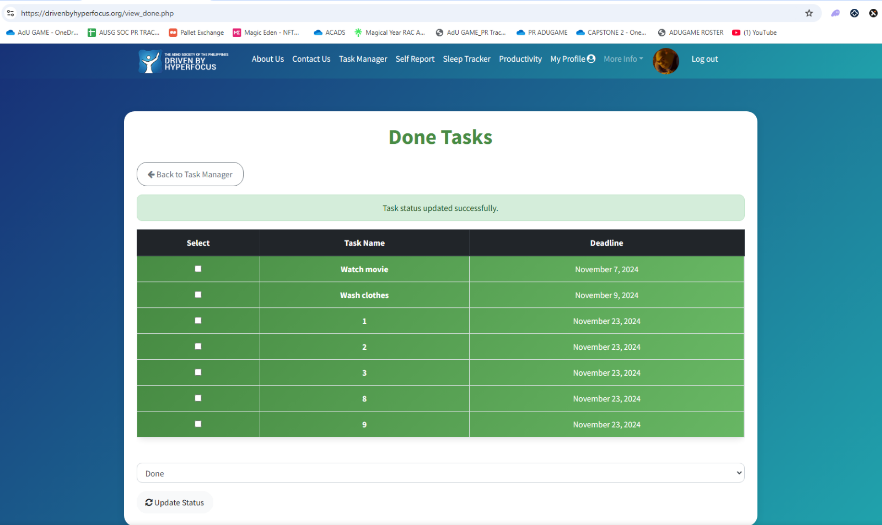 https://drivenbyhyperfocus.org/view_done.php
AdU GAME - OneDr... AUSG SOC PR TRAC... Pallet Exchange Magic Eden - NFT... ACADS Magical Year RAC A... AdU GAME_PR Trac... PR ADUGAME CAPSTONE 2 - One... ADUGAME ROSTER (1) YouTube
THE ADHD SOCIETY OF THE PHILIPPINES
DRIVEN BY
HYPERFOCUS
About Us Contact Us Task Manager Self Report Sleep Tracker Productivity My Profile More Info Log out
Done Tasks
Back to Task Manager
Task status updated successfully.
Select Task Name Deadline
Watch movie November 7, 2024
Wash clothes November 9, 2024
1 November 23, 2024
2 November 23, 2024
3 November 23, 2024
8 November 23, 2024
9 November 23, 2024
Done
Update Status